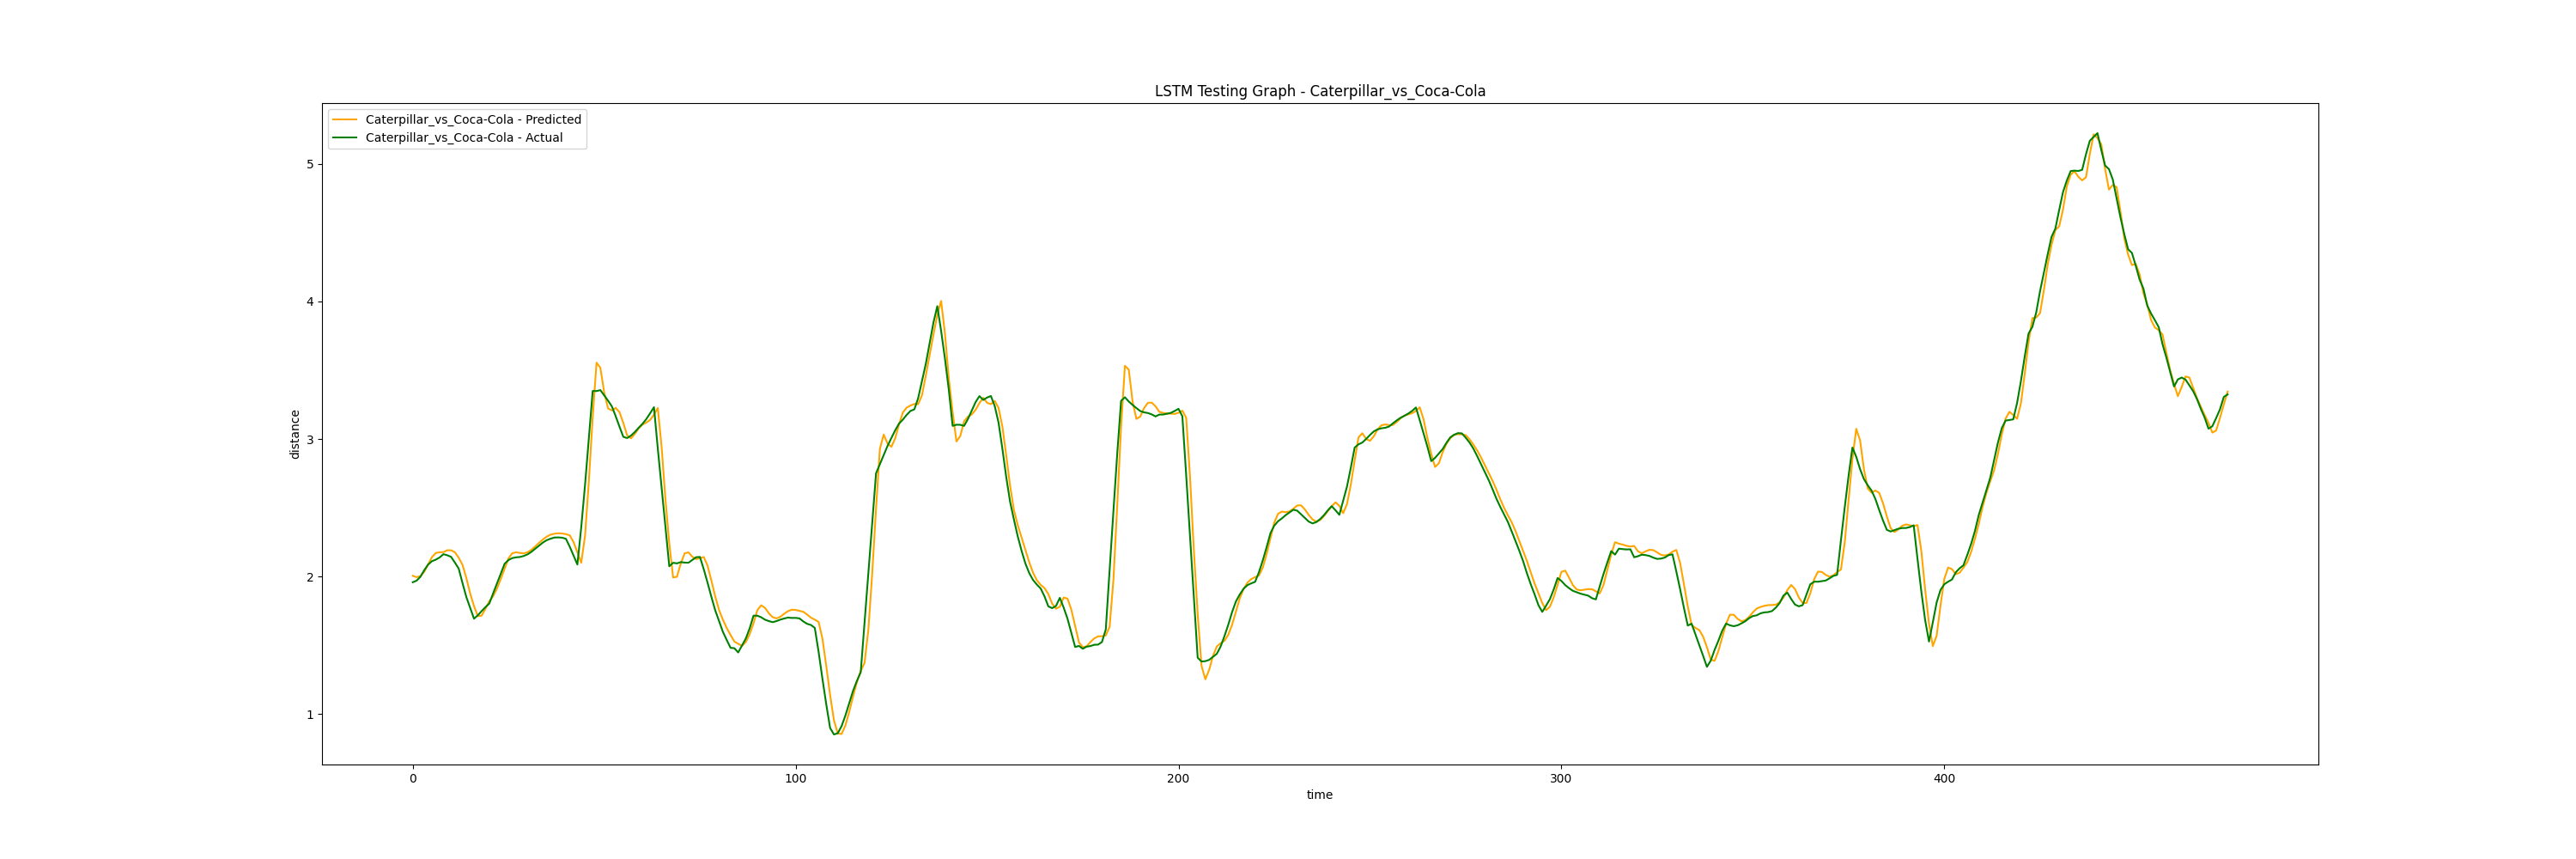 LSTM Testing Graph - Caterpillar_vs_Coca-Cola
Caterpillar_vs_Coca-Cola - Predicted
Caterpillar_vs_Coca-Cola - Actual
5
4
3
2
1
distance
0 100 200 300 400
time